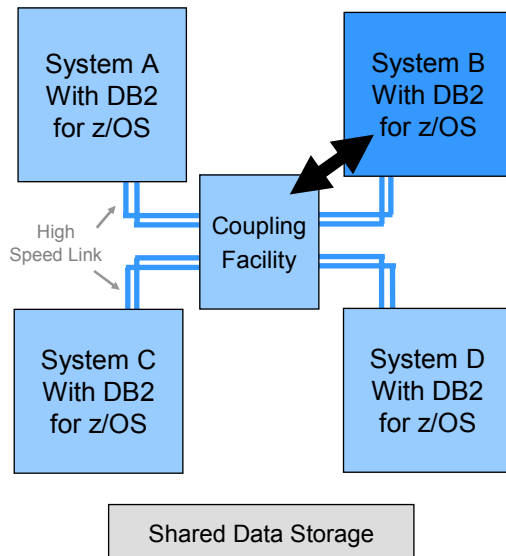 System A
With DB2
for z/OS
System B
With DB2
for z/OS
High
Speed Link
Coupling
Facility
System C
With DB2
for z/OS
System D
With DB2
for z/OS
Shared Data Storage